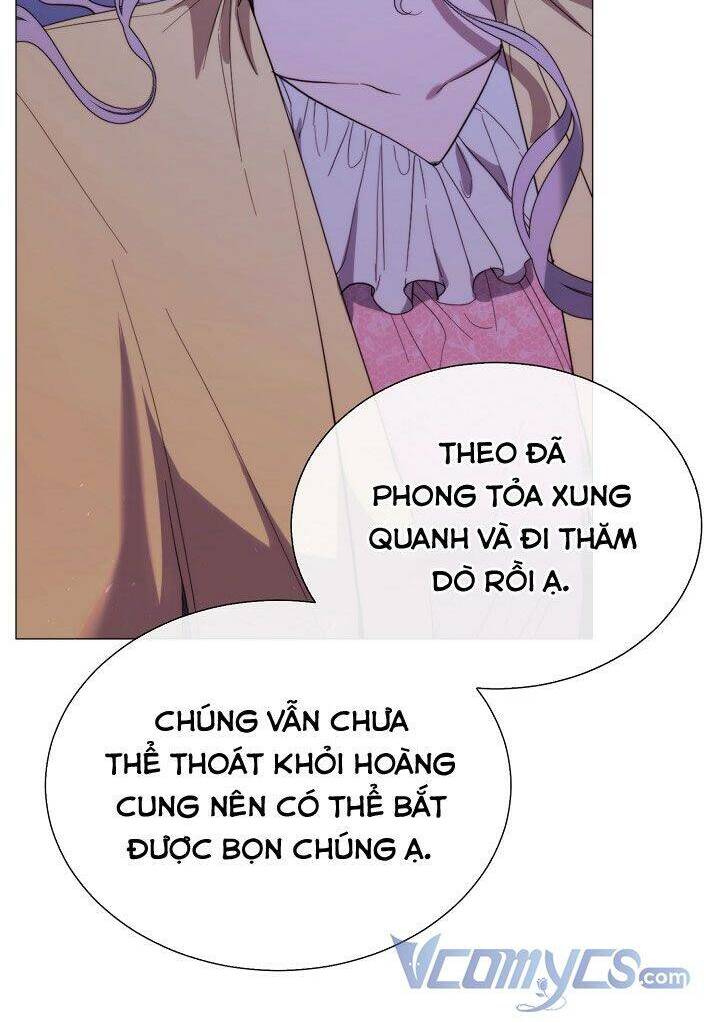 THEO ĐÃ
PHONG TỎA XUNG
QUANH VÀ ĐI THĂM
DÒ RỒI Ạ.
CHÚNG VẪN CHƯA
THỂ THOÁT KHỎI HOÀNG
CUNG NÊN CÓ THỂ BẮT
ĐƯỢC BỌN CHÚNG Ạ.
VCOMYCS.com